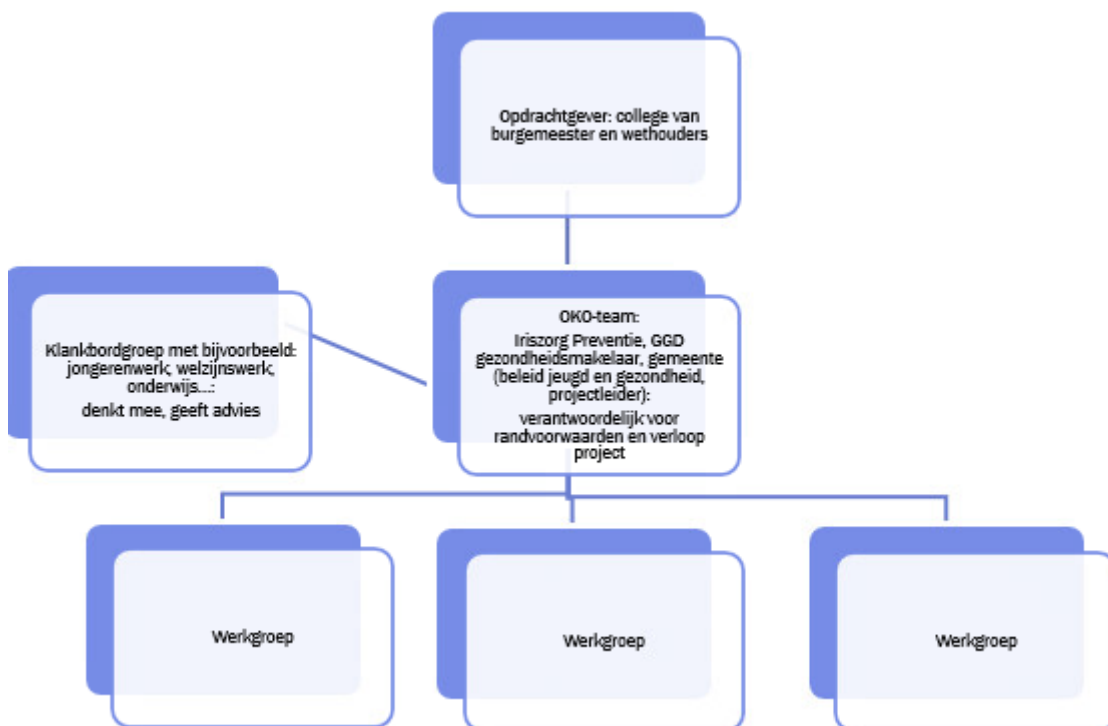 Opdrachtgever: college van
burgemeester en wethouders
Klankbordgroep met bijvoorbeeld:
jongerenwerk, welzijnswerk,
onderwijs....:
denkt mee, geeft advies
OKO-team:
Iriszorg Preventie, GGD
gezondheidsmakelaar, gemeente
(beleid jeugd en gezondheid,
projectleider):
verantwoordelijk voor
randvoorwaarden en verloop
project
Werkgroep
Werkgroep
Werkgroep